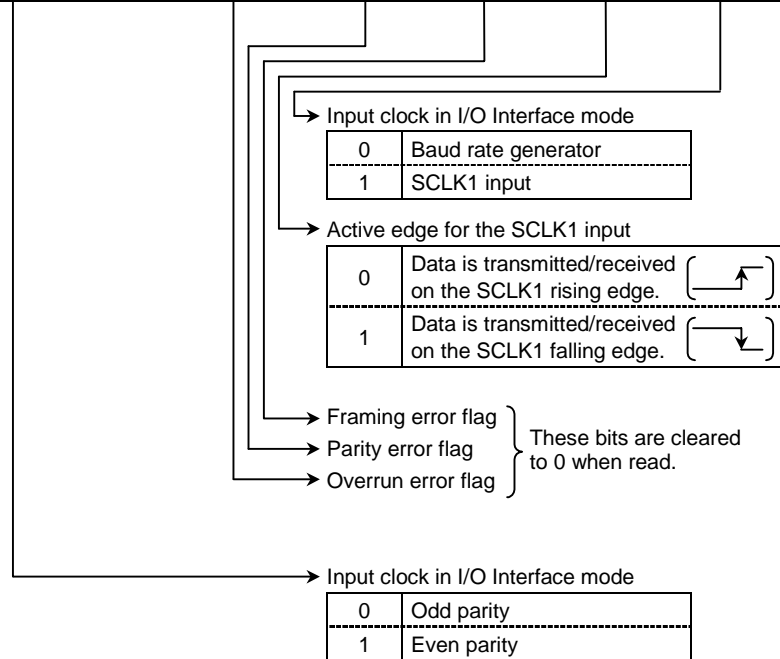 Input clock in I/O Interface mode
0 Baud rate generator
1 SCLK1 input
Active edge for the SCLK1 input
0 Data is transmitted/received
on the SCLK1 rising edge.
1 Data is transmitted/received
on the SCLK1 falling edge.
Framing error flag
Parity error flag
Overrun error flag
These bits are cleared
to 0 when read.
Input clock in I/O Interface mode
0 Odd parity
1 Even parity